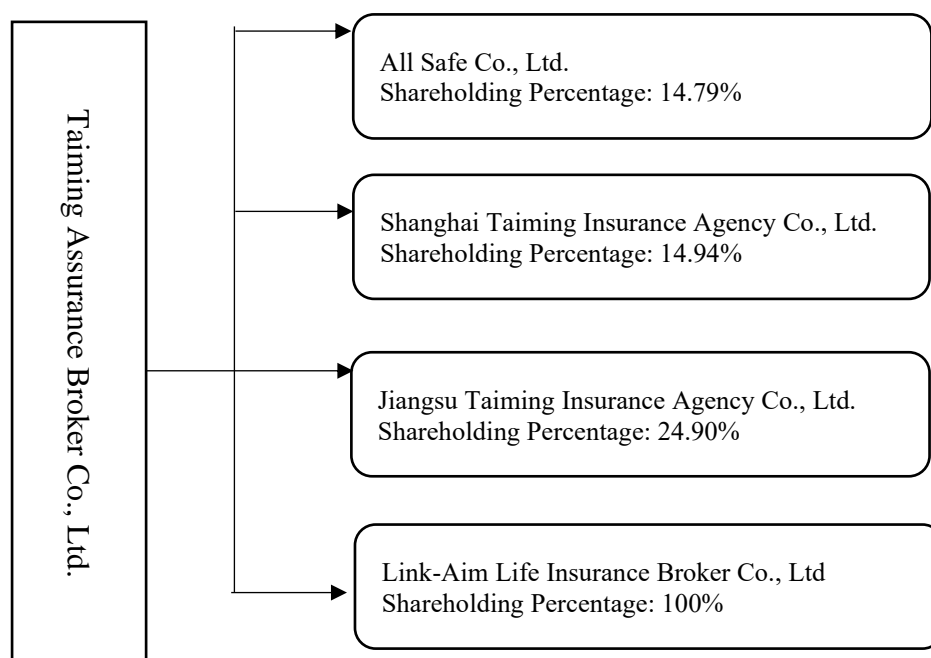 Taiming Assurance Broker Co., Ltd.
All Safe Co., Ltd.
Shareholding Percentage: 14.79%
Shanghai Taiming Insurance Agency Co., Ltd.
Shareholding Percentage: 14.94%
Jiangsu Taiming Insurance Agency Co., Ltd.
Shareholding Percentage: 24.90%
Link-Aim Life Insurance Broker Co., Ltd
Shareholding Percentage: 100%